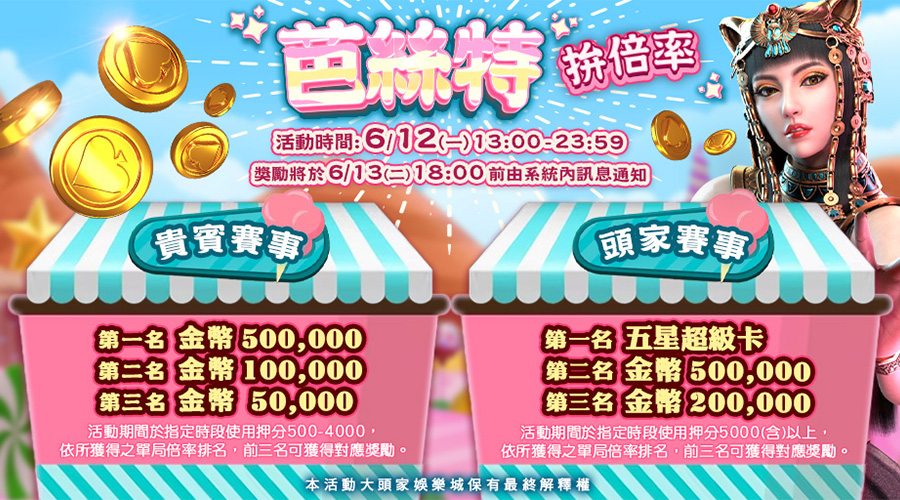 芭絲特 拚倍率
活動時間:6/12(一)13:00-23:59
獎勵將於6/13(二)18:00前由系統內訊息通知
貴賓賽事
第一名 金幣 500,000
第二名 金幣 100,000
第三名 金幣 50,000
活動期間於指定時段使用押分500-4000,
依所獲得之單局倍率排名,前三名可獲得對應獎勵。
頭家賽事
第一名 五星超級卡
第二名 金幣 500,000
第三名 金幣 200,000
活動期間於指定時段使用押分5000(含)以上,
依所獲得之單局倍率排名,前三名可獲得對應獎勵。
本活動大頭家娛樂城保有最終解釋權